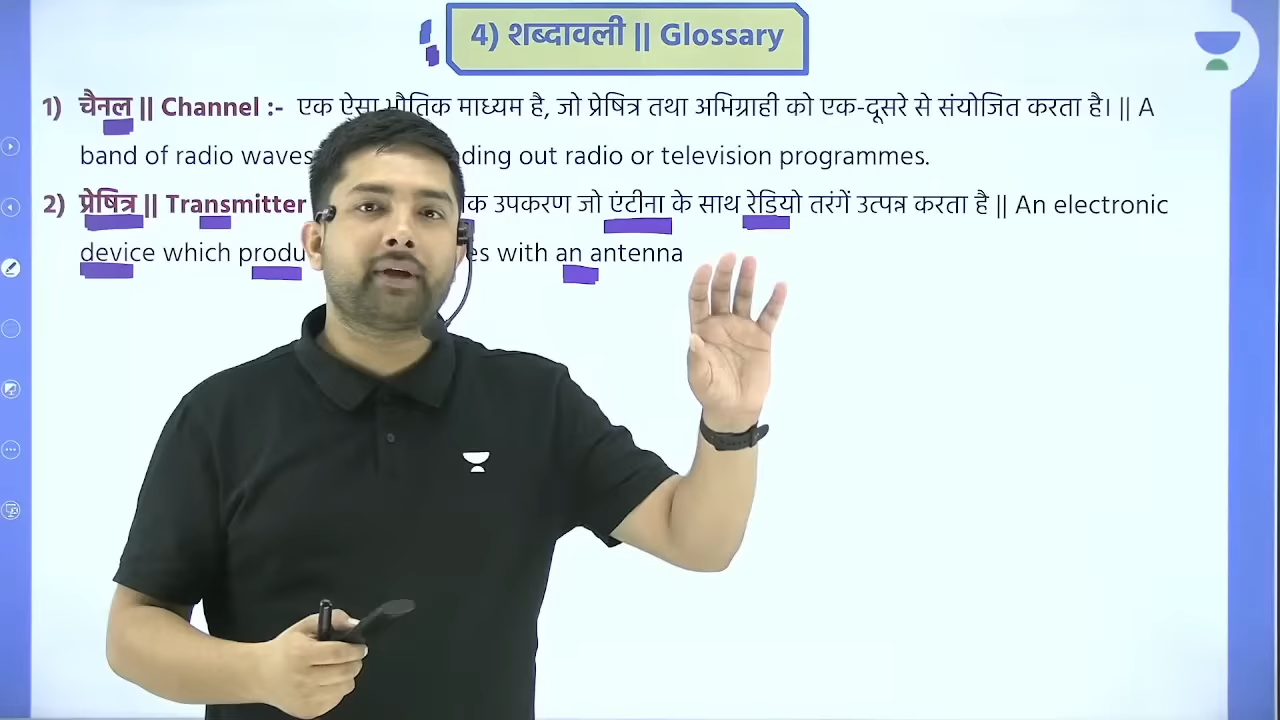 4) शब्दावली || Glossary
1) चैनल || Channel :- एक ऐसा भौतिक माध्यम है, जो प्रेषित्र तथा अभिग्राही को एक-दूसरे से संयोजित करता है। || A
band of radio waves ding out radio or television programmes.
2) प्रेषित्र || Transmitter उपकरण जो एंटीना के साथ रेडियो तरंगें उत्पन्न करता है || An electronic
device which produ with an antenna